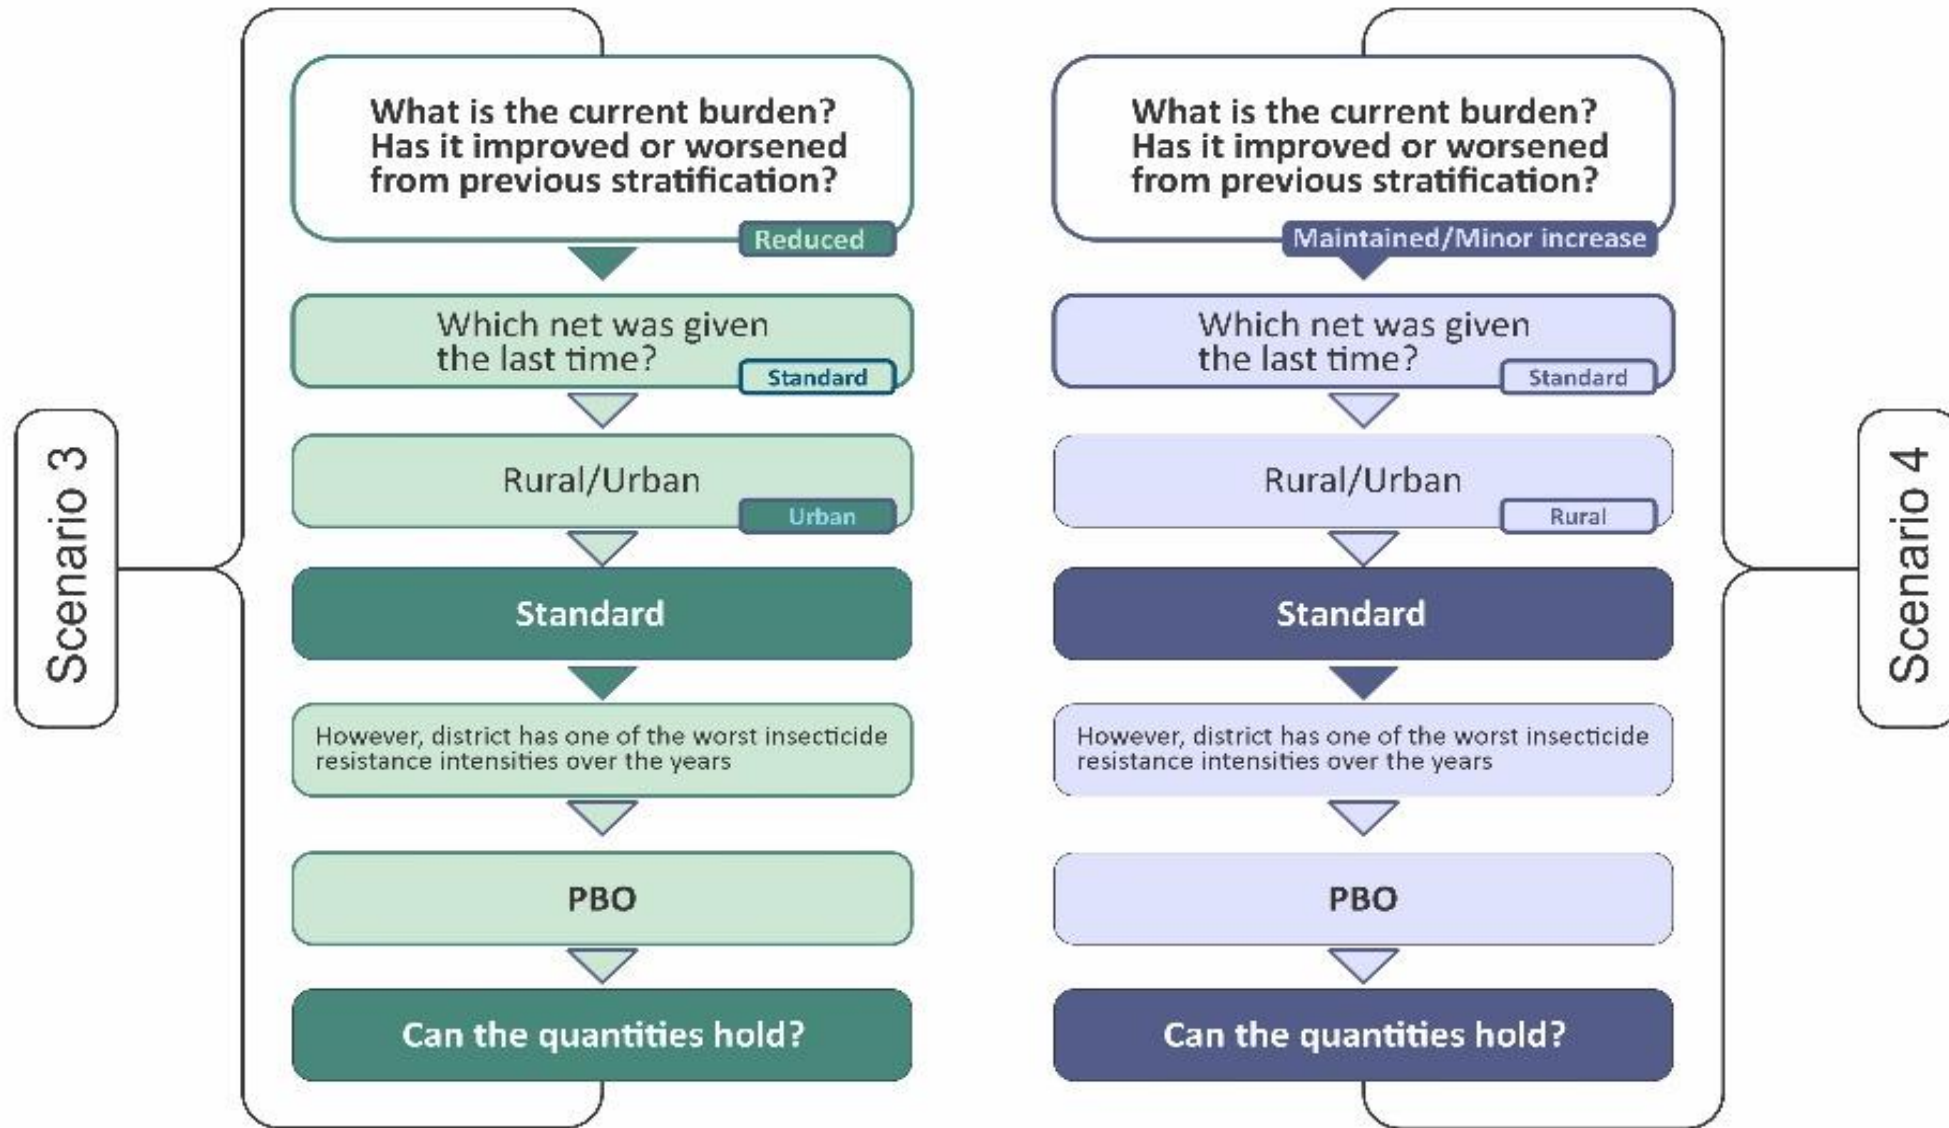 Scenario 3
What is the current burden?
Has it improved or worsened
from previous stratification?
Reduced
Which net was given
the last time?
Standard
Rural/Urban
Urban
Standard
However, district has one of the worst insecticide
resistance intensities over the years
PBO
Can the quantities hold?
What is the current burden?
Has it improved or worsened
from previous stratification?
Maintained/Minor increase
Which net was given
the last time?
Standard
Rural/Urban
Rural
Standard
However, district has one of the worst insecticide
resistance intensities over the years
PBO
Can the quantities hold?
Scenario 4